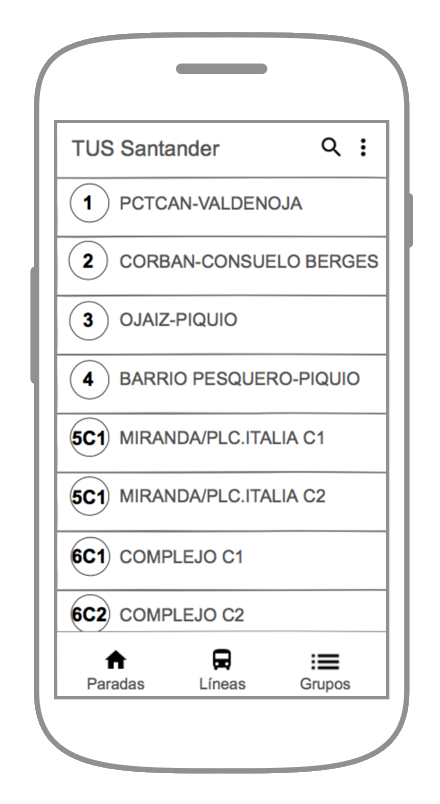 TUS Santander
1 PCTCAN-VALDENOJA
2 CORBAN-CONSUELO BERGES
3 OJAIZ-PIQUIO
4 BARRIO PESQUERO-PIQUIO
5C1 MIRANDA/PLC.ITALIA C1
5C1 MIRANDA/PLC.ITALIA C2
6C1 COMPLEJO C1
6C2 COMPLEJO C2
Paradas Líneas Grupos